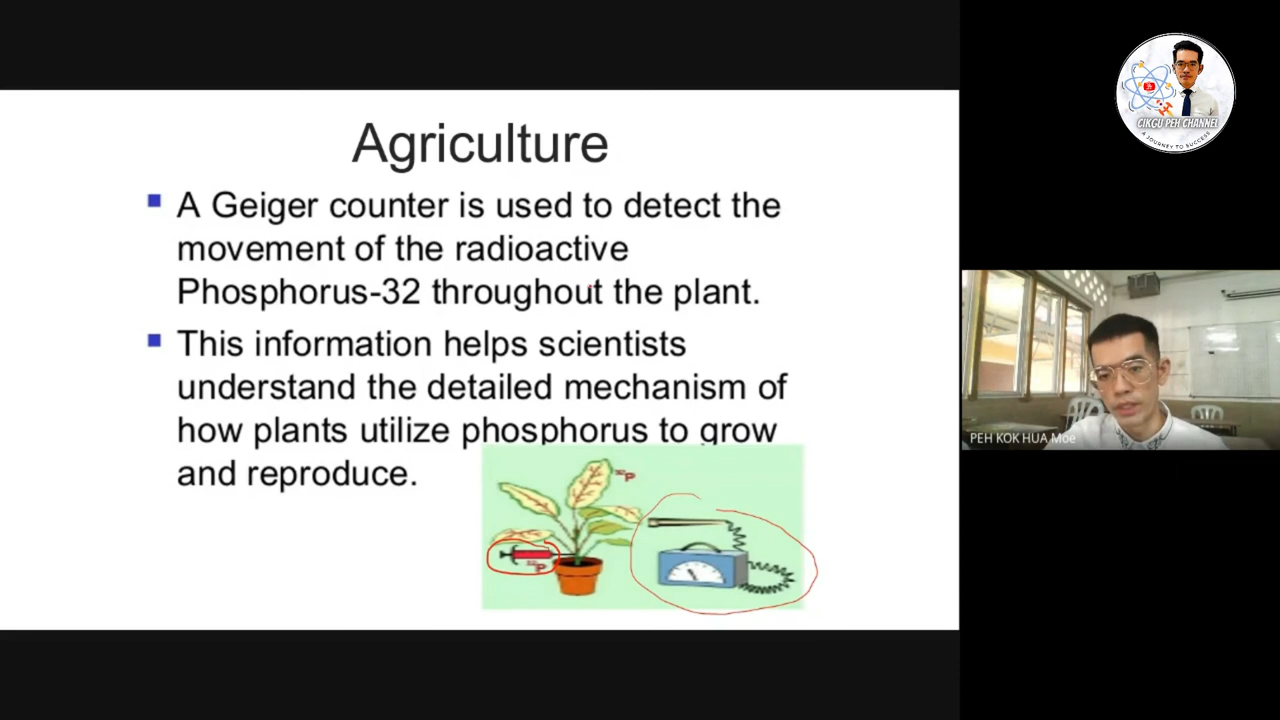 Agriculture
A Geiger counter is used to detect the
movement of the radioactive
Phosphorus-32 throughout the plant.
This information helps scientists
understand the detailed mechanism of
how plants utilize phosphorus to grow
and reproduce.
³²P
³²P
CIKGU PEH CHANNEL
A JOURNEY TO SUCCESS
PEH KOK HUA Moe